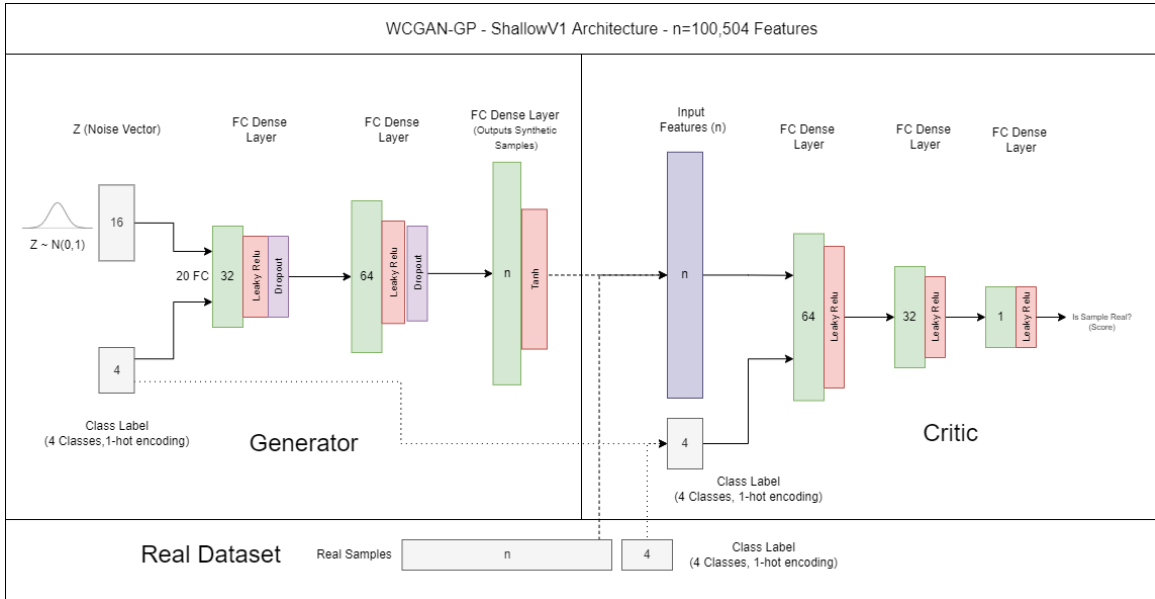 WCGAN-GP - ShallowV1 Architecture - n=100,504 Features
Z (Noise Vector)
FC Dense
Layer
FC Dense
Layer
FC Dense Layer
(Outputs Synthetic
Samples)
16
Z ~ N(0,1)
20 FC
32
Leaky Relu
Dropout
64
Leaky Relu
Dropout
n
Tanh
4
Class Label
(4 Classes,1-hot encoding)
Generator
Input
Features (n)
FC Dense
Layer
FC Dense
Layer
FC Dense
Layer
n
64
Leaky Relu
32
Leaky Relu
1
Leaky Relu
Is Sample Real?
(Score)
4
Class Label
(4 Classes, 1-hot encoding)
Critic
Real Dataset
Real Samples
n
4
Class Label
(4 Classes, 1-hot encoding)